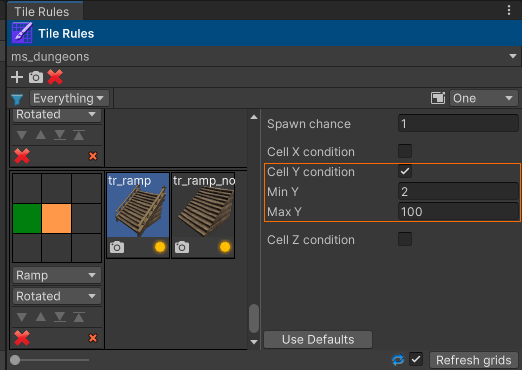 Tile Rules
Tile Rules
ms_dungeons
Everything
One
Rotated
Spawn chance 1
Cell X condition
Cell Y condition
Min Y 2
Max Y 100
Cell Z condition
tr_ramp
tr_ramp_no
Ramp
Rotated
Use Defaults
Refresh grids